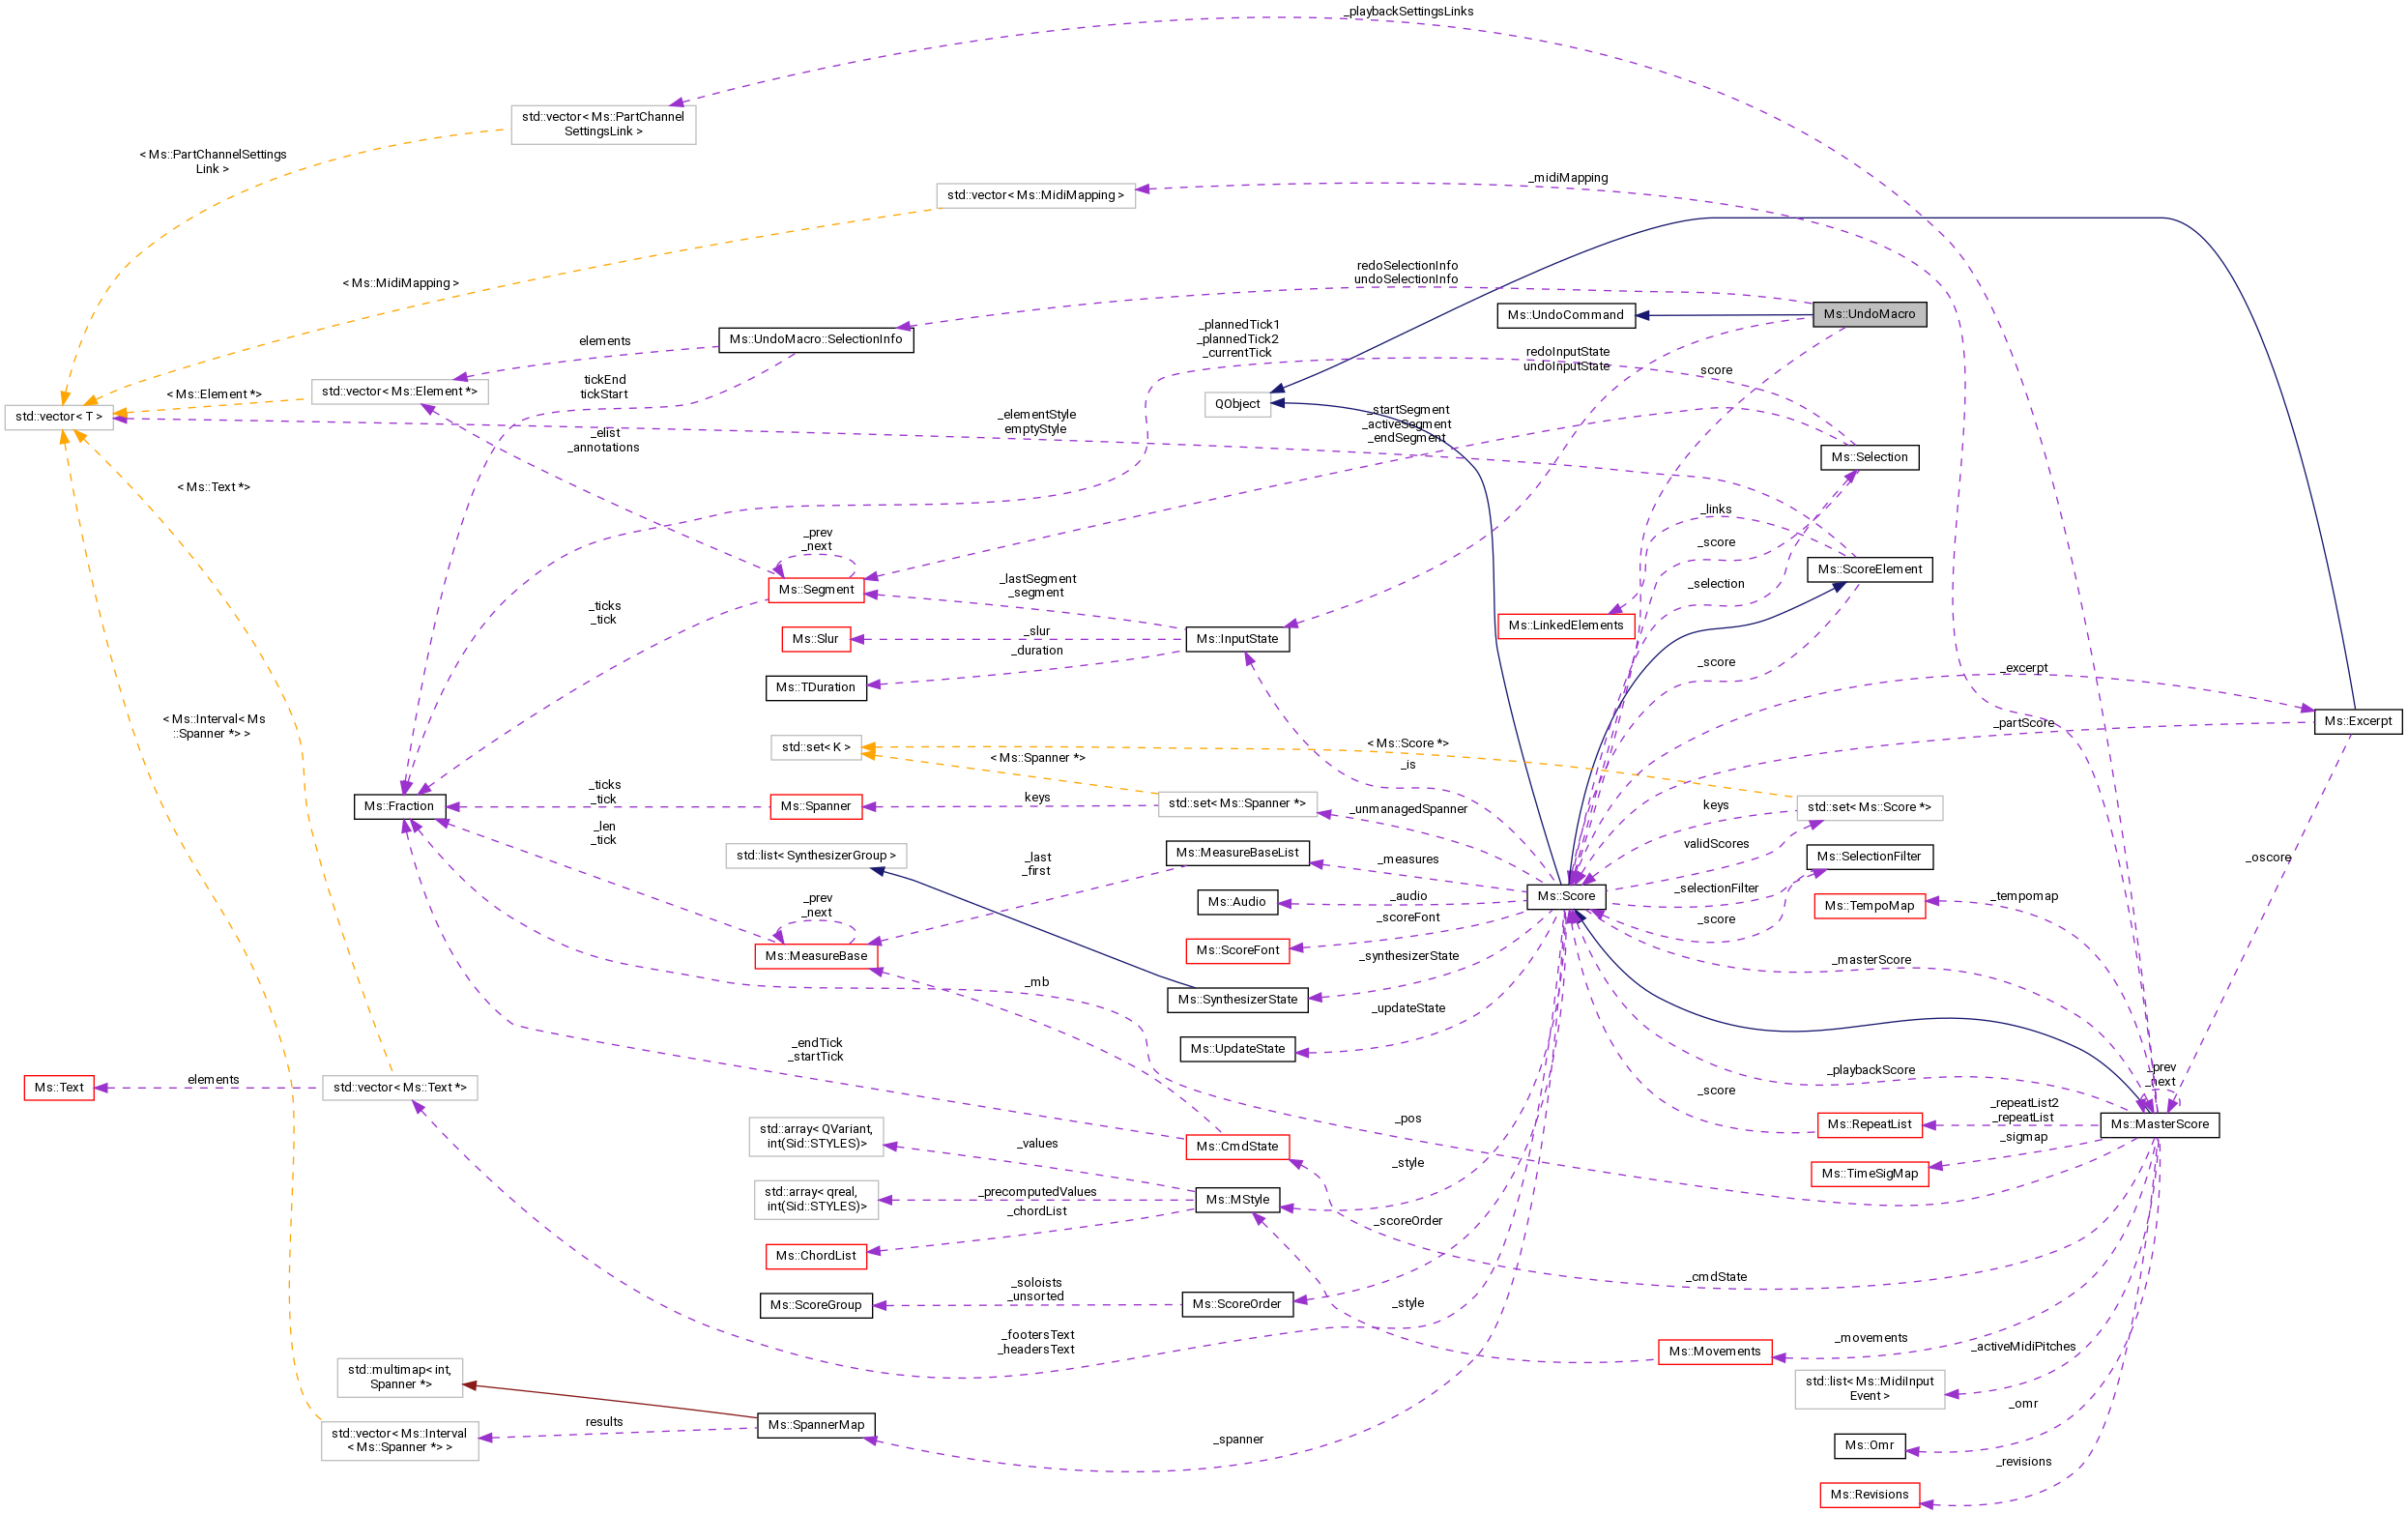 _playbackSettingsLinks
std::vector< Ms::PartChannel
SettingsLink >
< Ms::PartChannelSettings
Link >
_midiMapping
std::vector< Ms::MidiMapping >
< Ms::MidiMapping >
redoSelectionInfo
undoSelectionInfo
Ms::UndoCommand
Ms::UndoMacro
Ms::UndoMacro::SelectionInfo
elements
_plannedTick1
_plannedTick2
_currentTick
redoInputState
undoInputState
score
tickEnd
tickStart
std::vector< Ms::Element *>
< Ms::Element *>
std::vector< T >
QObject
_elementStyle
emptyStyle
_startSegment
_activeSegment
_endSegment
_elist
_annotations
Ms::Selection
< Ms::Text *>
_links
_prev
_next
_score
Ms::ScoreElement
_selection
Ms::Segment
_lastSegment
_segment
_ticks
_tick
Ms::LinkedElements
Ms::Slur
_slur
Ms::InputState
_duration
Ms::TDuration
_score
_excerpt
_partScore
Ms::Excerpt
< Ms::Interval< Ms
::Spanner *> >
std::set< K >
< Ms::Score *>
< Ms::Spanner *>
_is
Ms::Fraction
_ticks
_tick
Ms::Spanner
keys
std::set< Ms::Spanner *>
_unmanagedSpanner
keys
std::set< Ms::Score *>
validScores
_len
_tick
std::list< SynthesizerGroup >
_last
_first
Ms::MeasureBaseList
_measures
Ms::SelectionFilter
_oscore
_selectionFilter
Ms::Score
_prev
_next
Ms::Audio
_audio
_tempomap
Ms::TempoMap
_scoreFont
_score
Ms::MeasureBase
Ms::ScoreFont
_synthesizerState
_masterScore
_mb
Ms::SynthesizerState
_updateState
Ms::UpdateState
_endTick
_startTick
_playbackScore
_prev
_next
Ms::Text
elements
std::vector< Ms::Text *>
_score
_repeatList2
_repeatList
Ms::RepeatList
Ms::MasterScore
_pos
std::array< QVariant,
int(Sid::STYLES)>
_values
Ms::CmdState
_sigmap
Ms::TimeSigMap
_style
std::array< qreal,
int(Sid::STYLES)>
_precomputedValues
Ms::MStyle
_chordList
Ms::ChordList
_scoreOrder
_cmdState
_soloists
_unsorted
Ms::ScoreGroup
Ms::ScoreOrder
_style
_footersText
_headersText
_movements
Ms::Movements
_activeMidiPitches
std::multimap< int,
Spanner *>
std::list< Ms::MidiInput
Event >
_omr
Ms::SpannerMap
results
std::vector< Ms::Interval
< Ms::Spanner *> >
_spanner
Ms::Omr
_revisions
Ms::Revisions